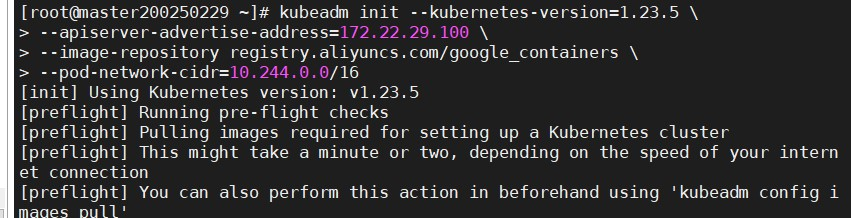 [root@master200250229 ~]# kubeadm init --kubernetes-version=1.23.5 \
> --apiserver-advertise-address=172.22.29.100 \
> --image-repository registry.aliyuncs.com/google_containers \
> --pod-network-cidr=10.244.0.0/16
[init] Using Kubernetes version: v1.23.5
[preflight] Running pre-flight checks
[preflight] Pulling images required for setting up a Kubernetes cluster
[preflight] This might take a minute or two, depending on the speed of your intern
et connection
[preflight] You can also perform this action in beforehand using 'kubeadm config i
mages pull'